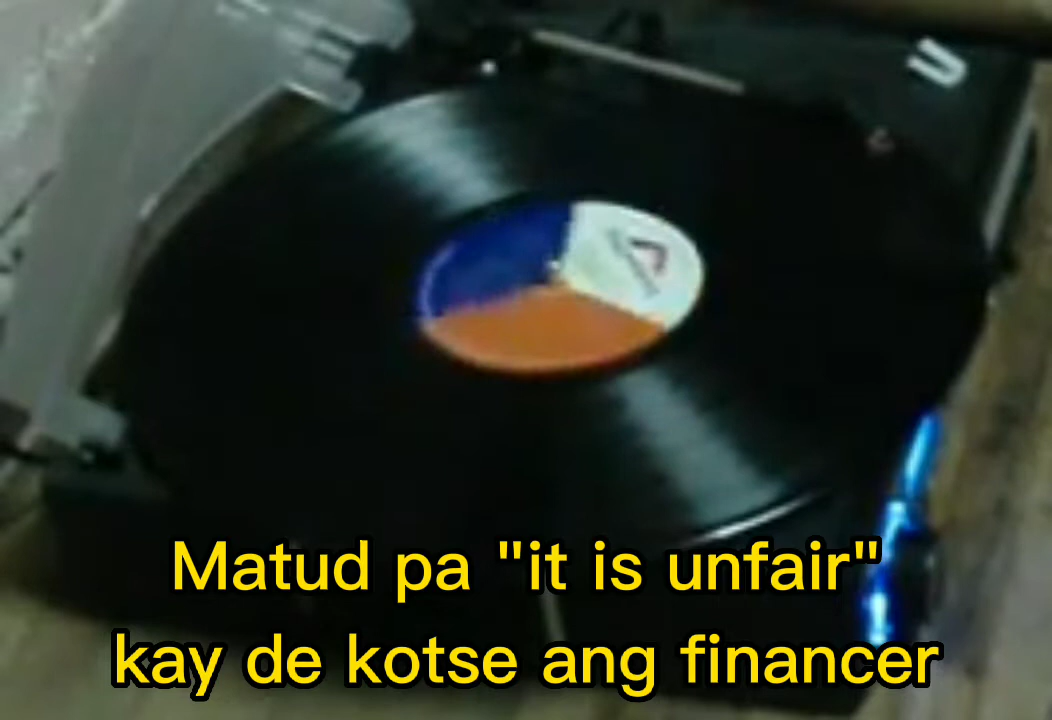 Matud pa "it is unfair"
kay de kotse ang financer